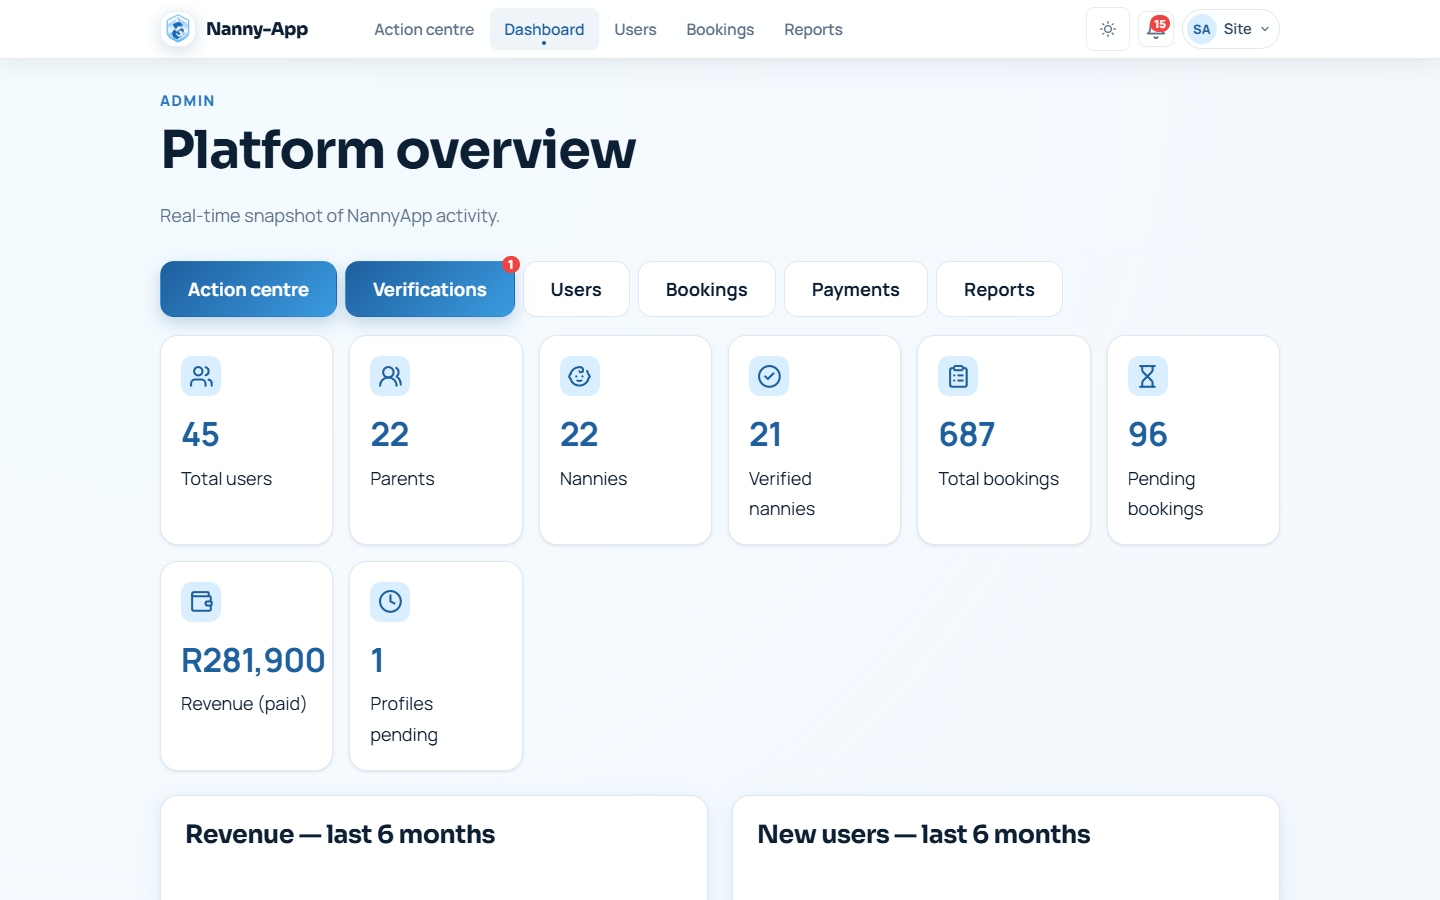 Nanny-App
Action centre
Dashboard
Users
Bookings
Reports
15
SA
Site
ADMIN
Platform overview
Real-time snapshot of NannyApp activity.
Action centre
Verifications
1
Users
Bookings
Payments
Reports
45
Total users
22
Parents
22
Nannies
21
Verified
nannies
687
Total bookings
96
Pending
bookings
R281,900
Revenue (paid)
1
Profiles
pending
Revenue — last 6 months
New users — last 6 months